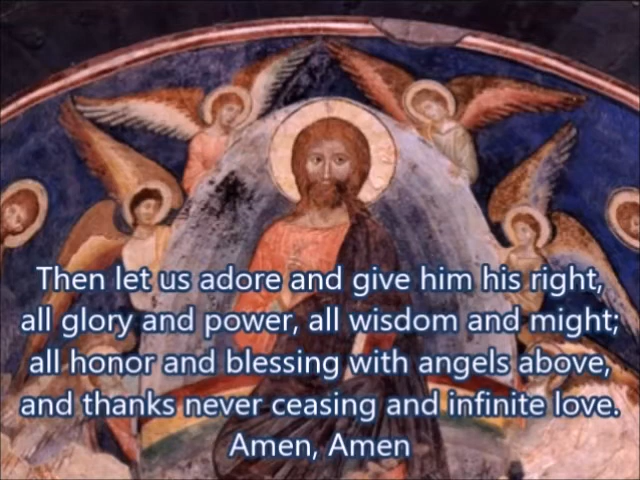 Then let us adore and give him his right,
all glory and power, all wisdom and might;
all honor and blessing with angels above,
and thanks never ceasing and infinite love.
Amen, Amen